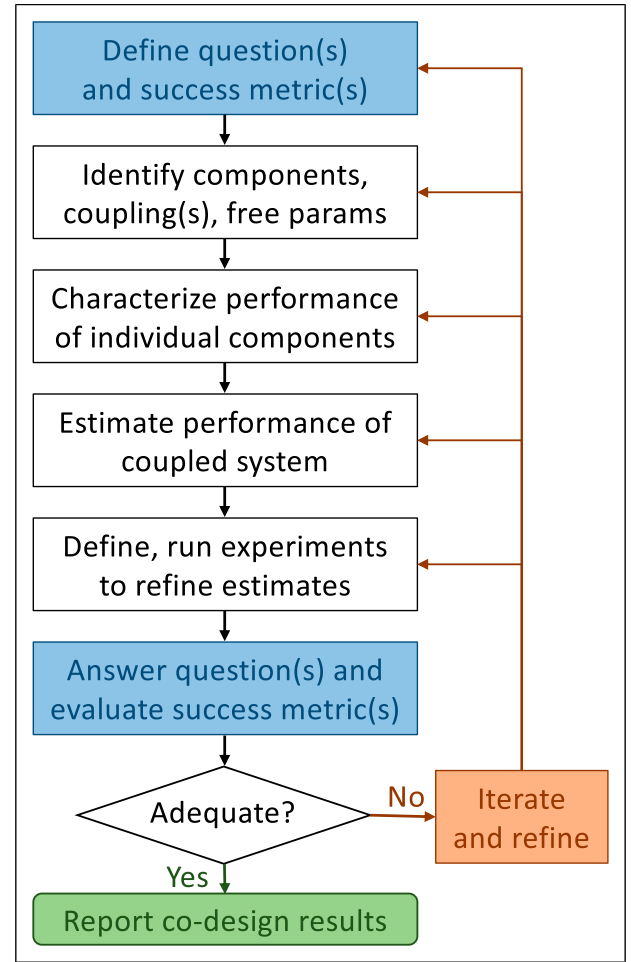 Define question(s)
and success metric(s)
Identify components,
coupling(s), free params
Characterize performance
of individual components
Estimate performance of
coupled system
Define, run experiments
to refine estimates
Answer question(s) and
evaluate success metric(s)
Adequate?
No
Iterate
and refine
Yes
Report co-design results